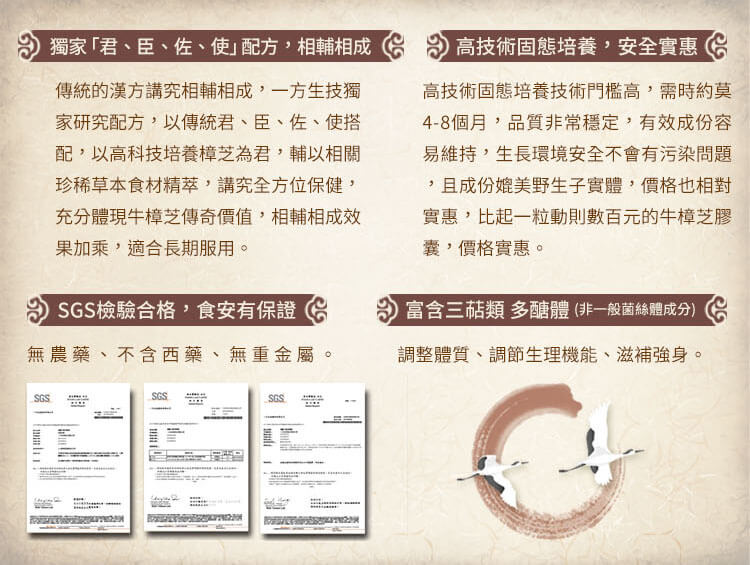 獨家「君、臣、佐、使」配方，相輔相成
傳統的漢方講究相輔相成，一方生技獨
家研究配方，以傳統君、臣、佐、使搭
配，以高科技培養樟芝為君，輔以相關
珍稀草本食材精萃，講究全方位保健，
充分體現牛樟芝傳奇價值，相輔相成效
果加乘，適合長期服用。
高技術固態培養，安全實惠
高技術固態培養技術門檻高，需時約莫
4-8個月，品質非常穩定，有效成份容
易維持，生長環境安全不會有污染問題
，且成份媲美野生子實體，價格也相對
實惠，比起一粒動則數百元的牛樟芝膠
囊，價格實惠。
SGS檢驗合格，食安有保證
無農藥、不含西藥、無重金屬。
SGS
SGS
SGS
富含三萜類 多醣體 (非一般菌絲體成分)
調整體質、調節生理機能、滋補強身。